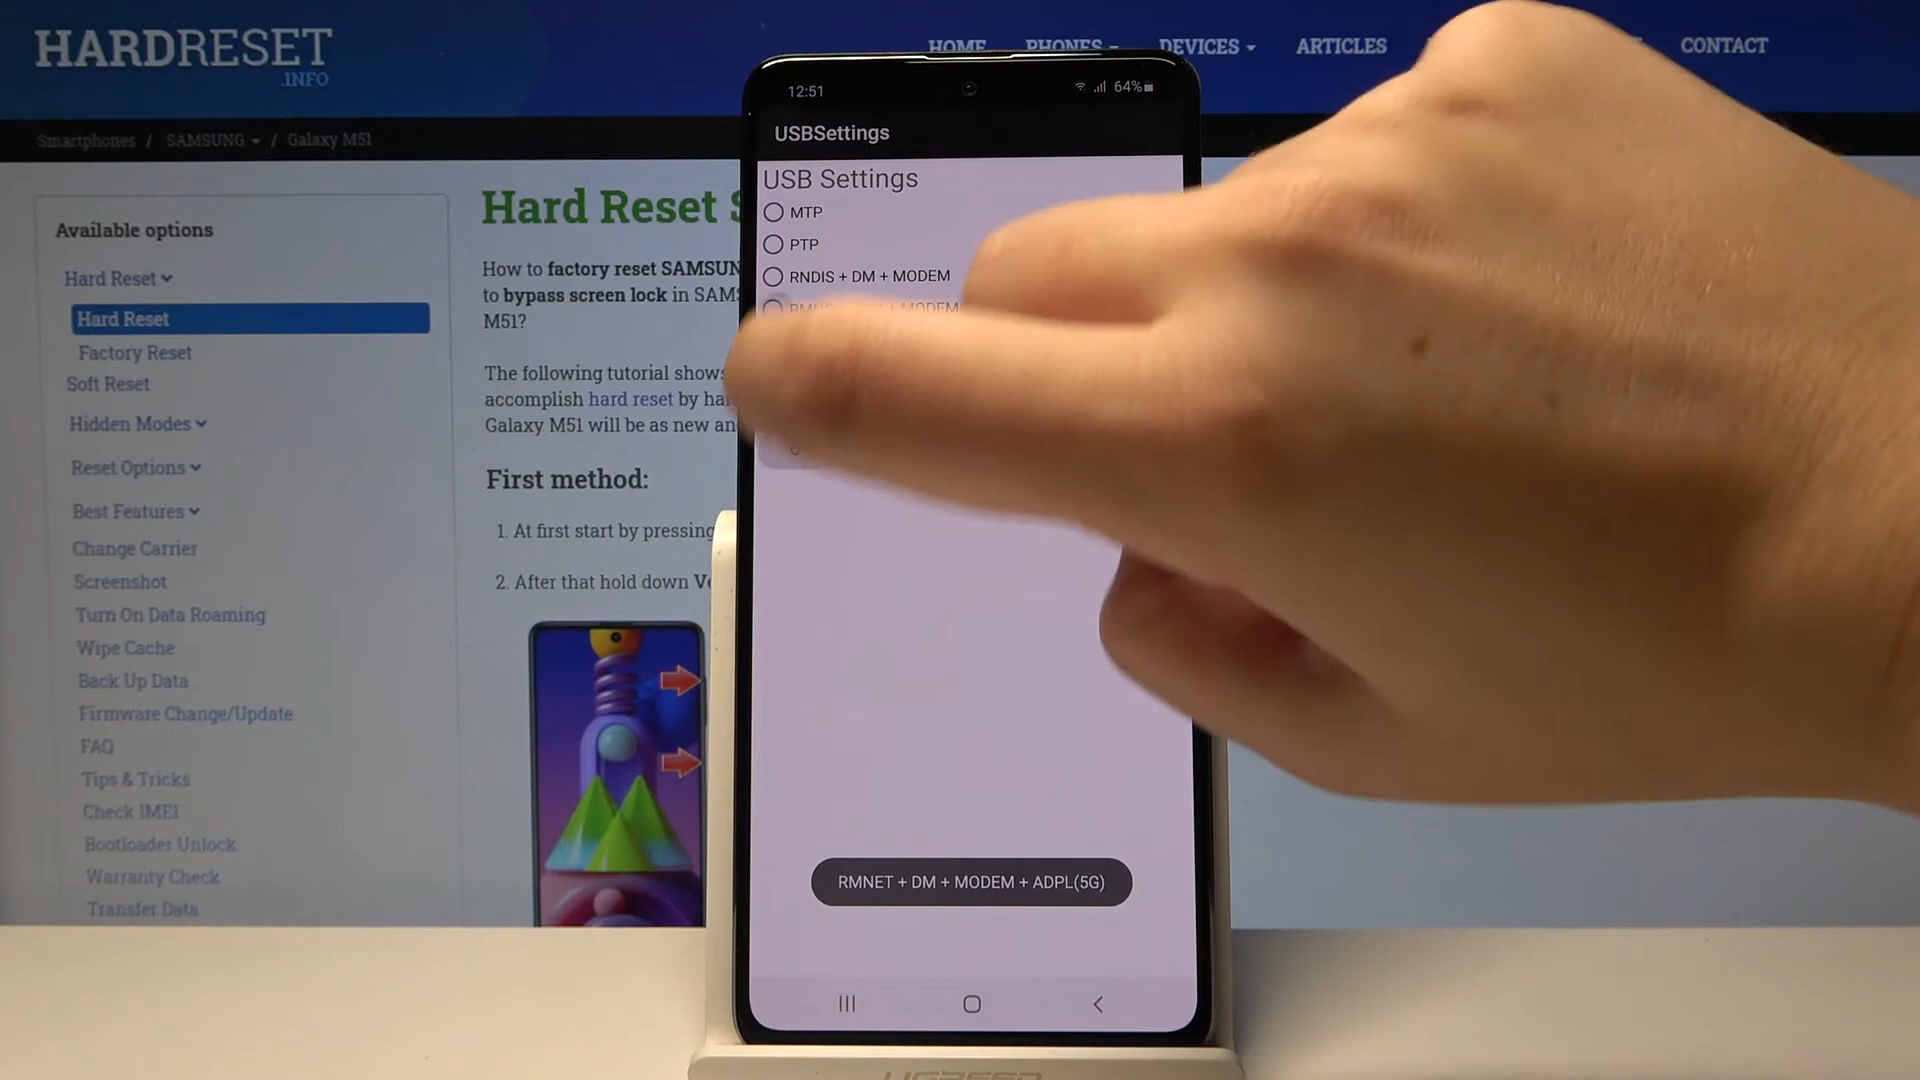 HARDRESET
.INFO
HOME PHONES DEVICES ARTICLES CONTACT
Smartphones / SAMSUNG / Galaxy M51
Available options
Hard Reset
Hard Reset
Factory Reset
Soft Reset
Hidden Modes
Reset Options
Best Features
Change Carrier
Screenshot
Turn On Data Roaming
Wipe Cache
Back Up Data
Firmware Change/Update
FAQ
Tips & Tricks
Check IMEI
Bootloader Unlock
Warranty Check
Transfer Data
Hard Reset
How to factory reset
to bypass screen lock in
M51?
The following tutorial shows
accomplish hard reset by
Galaxy M51 will be as new
First method:
1. At first start by pressing
2. After that hold down
12:51
64%
USBSettings
USB Settings
MTP
PTP
RNDIS + DM + MODEM
MODEM
RMNET + DM + MODEM + ADPL(5G)
UGREEN